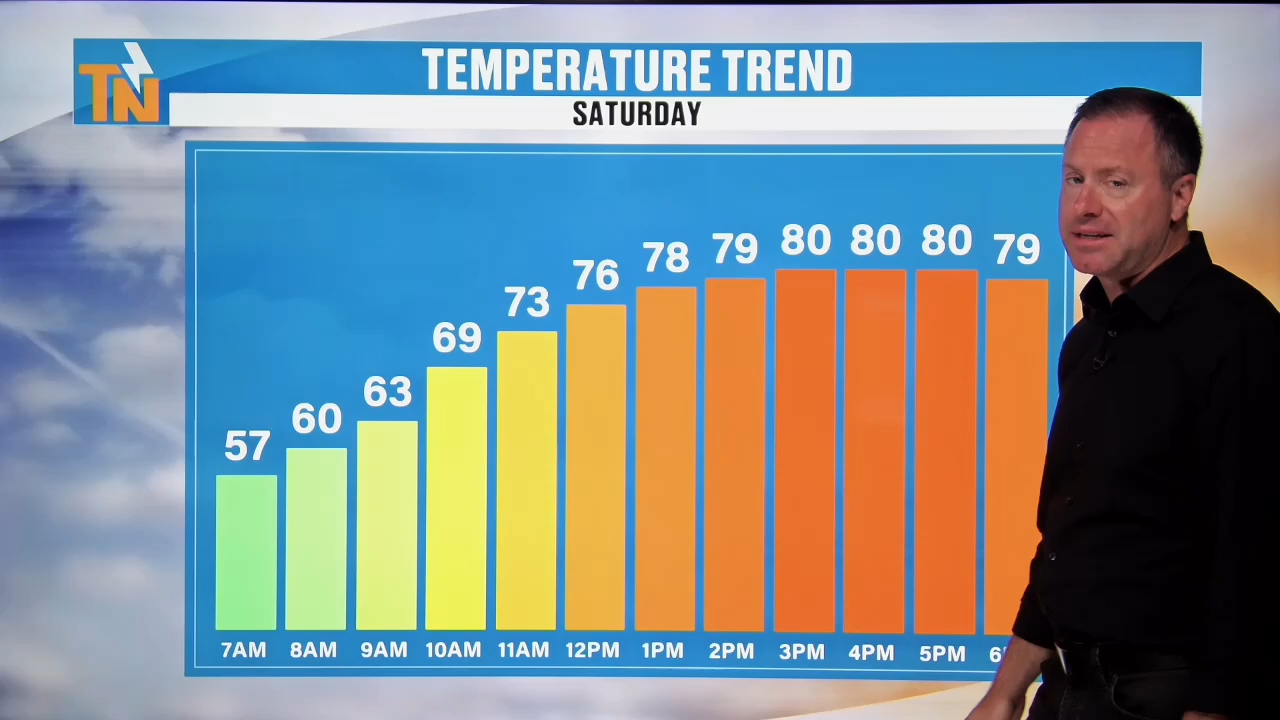 TN
TEMPERATURE TREND
SATURDAY
57 60 63 69 73 76 78 79 80 80 80 79
7AM 8AM 9AM 10AM 11AM 12PM 1PM 2PM 3PM 4PM 5PM